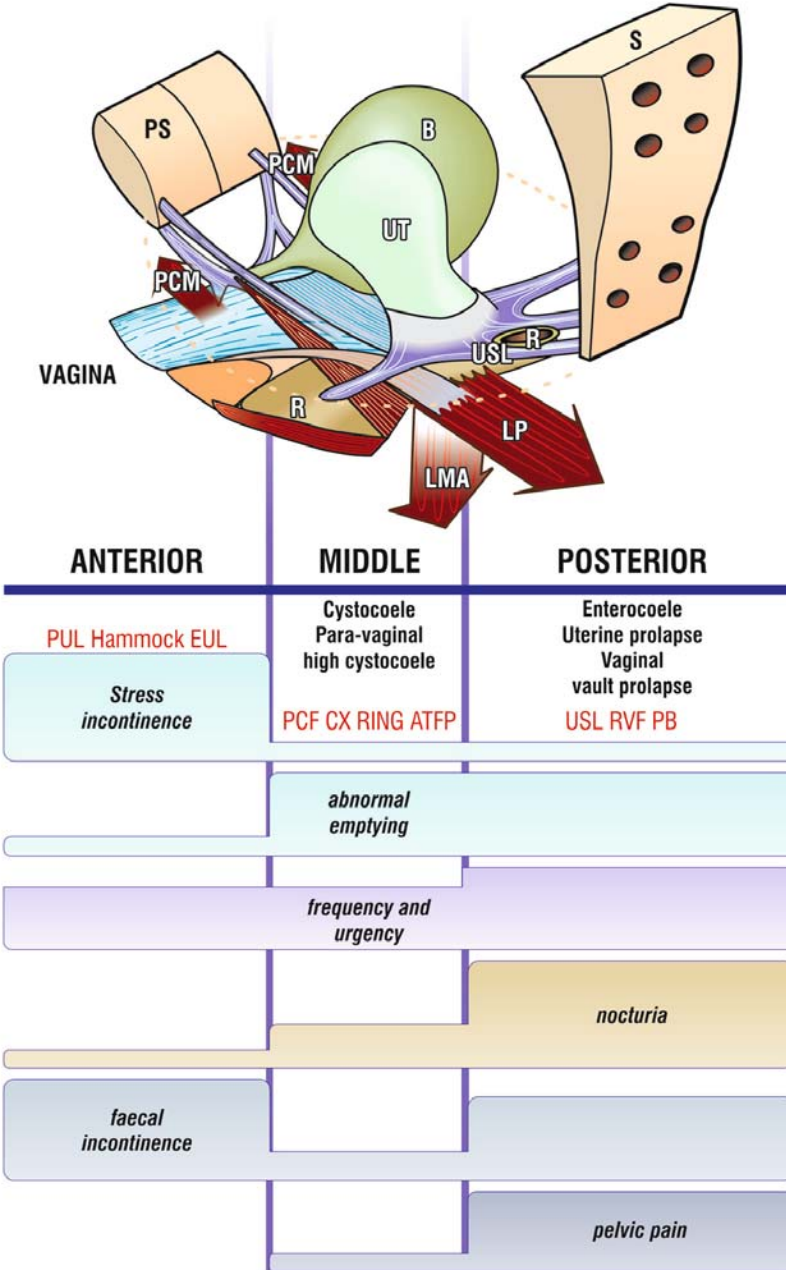 S
PS
B
PCM
UT
PCM
R
USL
VAGINA
R
LP
LMA
ANTERIOR
MIDDLE
POSTERIOR
Cystocoele
Para-vaginal
high cystocoele
Enterocoele
Uterine prolapse
Vaginal
vault prolapse
PUL Hammock EUL
PCF CX RING ATFP
USL RVF PB
Stress
incontinence
abnormal
emptying
frequency and
urgency
nocturia
faecal
incontinence
pelvic pain